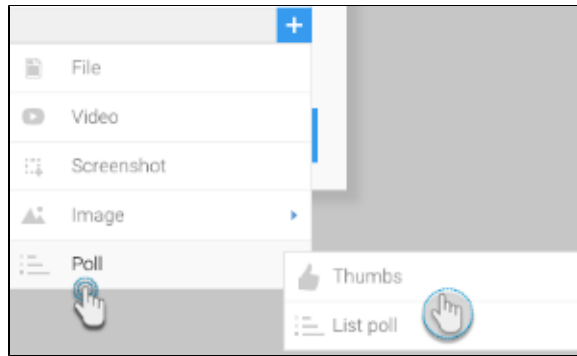 File
Video
Screenshot
Image
Poll
Thumbs
List poll